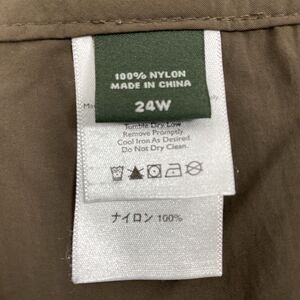 100% NYLON
MADE IN CHINA
24W
Tumble Dry Low.
Remove Promptly.
Cool Iron As Desired.
Do Not Dry Clean.
ナイロン 100%